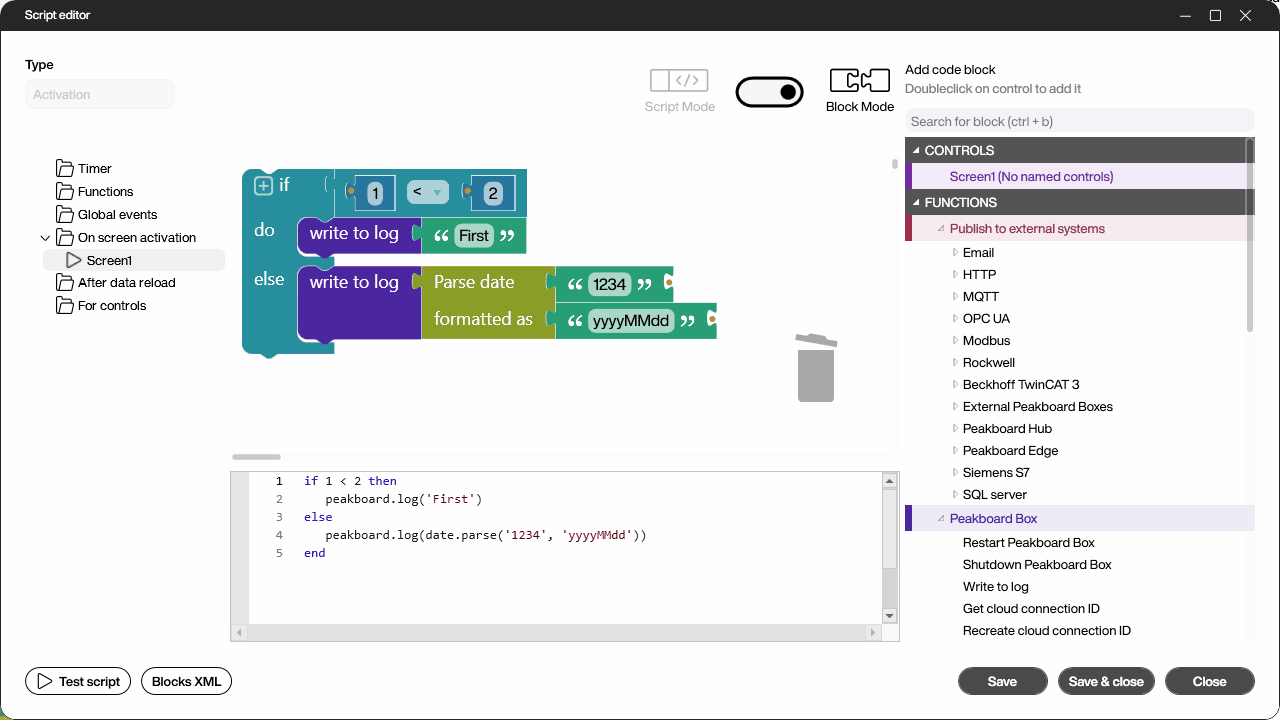 Script editor
Type
Activation
Script Mode
Block Mode
Add code block
Doubleclick on control to add it
Search for block (ctrl + b)
Timer
Functions
Global events
On screen activation
Screen1
After data reload
For controls
if 1 < 2
do write to log “ First ”
else write to log Parse date “ 1234 ”
formatted as “ yyyyMMdd ”
1 if 1 < 2 then
2 peakboard.log('First')
3 else
4 peakboard.log(date.parse('1234', 'yyyyMMdd'))
5 end
CONTROLS
Screen1 (No named controls)
FUNCTIONS
Publish to external systems
Email
HTTP
MQTT
OPC UA
Modbus
Rockwell
Beckhoff TwinCAT 3
External Peakboard Boxes
Peakboard Hub
Peakboard Edge
Siemens S7
SQL server
Peakboard Box
Restart Peakboard Box
Shutdown Peakboard Box
Write to log
Get cloud connection ID
Recreate cloud connection ID
Test script
Blocks XML
Save
Save & close
Close